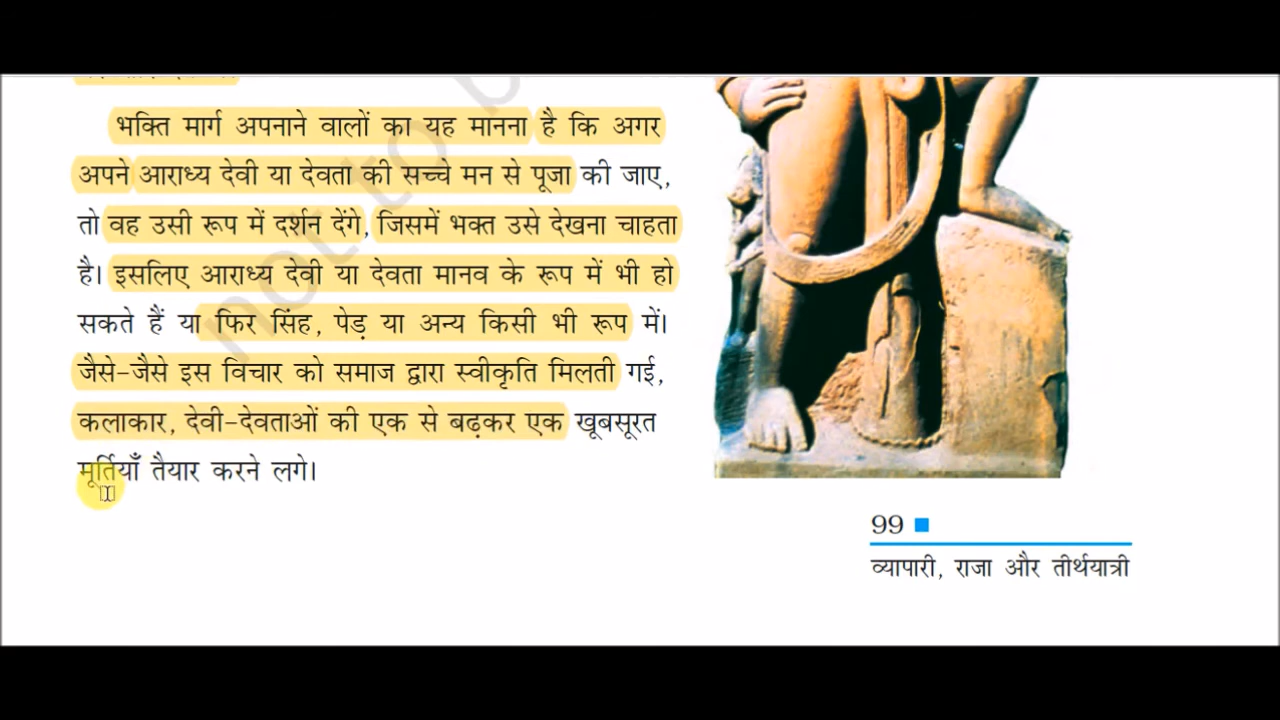 भक्ति मार्ग अपनाने वालों का यह मानना है कि अगर
अपने आराध्य देवी या देवता की सच्चे मन से पूजा की जाए,
तो वह उसी रूप में दर्शन देंगे, जिसमें भक्त उसे देखना चाहता
है। इसलिए आराध्य देवी या देवता मानव के रूप में भी हो
सकते हैं या फिर सिंह, पेड़ या अन्य किसी भी रूप में।
जैसे-जैसे इस विचार को समाज द्वारा स्वीकृति मिलती गई,
कलाकार, देवी-देवताओं की एक से बढ़कर एक खूबसूरत
मूर्तियाँ तैयार करने लगे।
not to b
99
व्यापारी, राजा और तीर्थयात्री